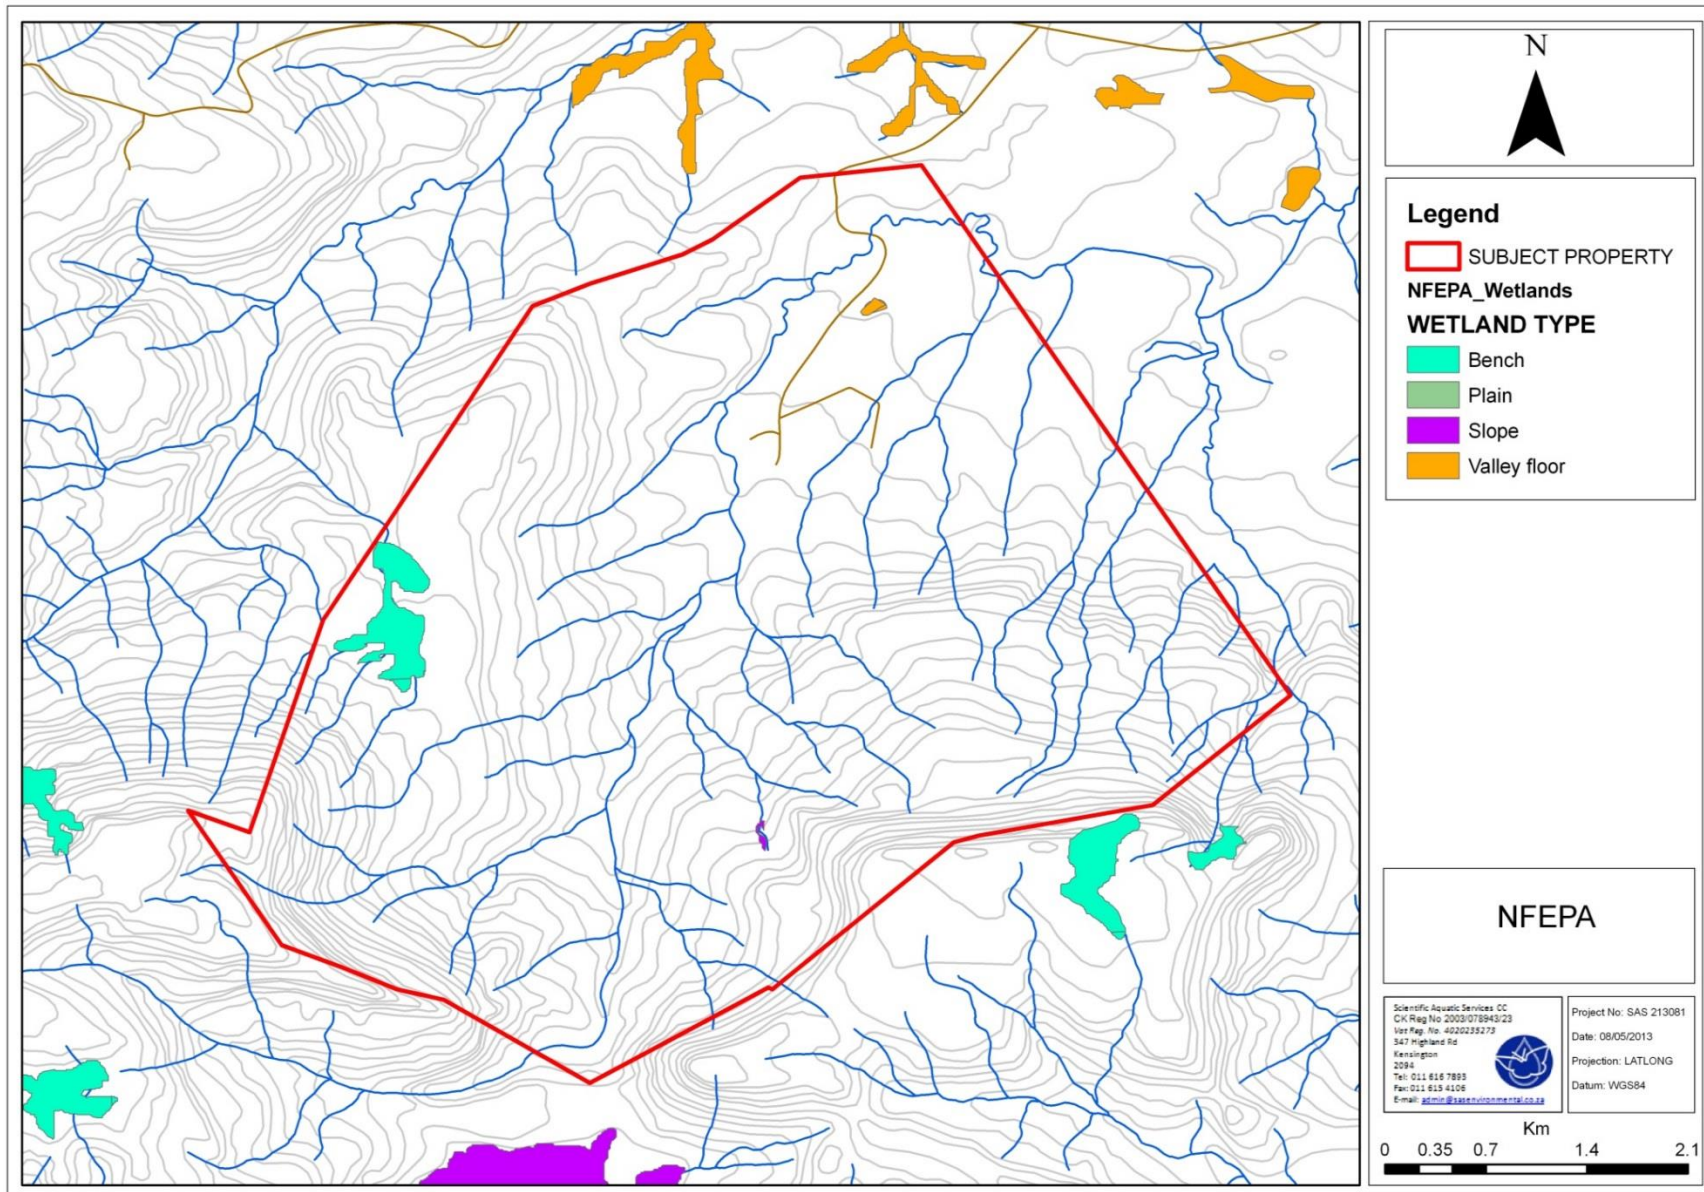 N
Legend
SUBJECT PROPERTY
NFEPA_Wetlands
WETLAND TYPE
Bench
Plain
Slope
Valley floor
NFEPA
Scientific Aquatic Services CC
CK Reg No 2003/078943/23
Vat Reg. No. 4020235273
347 Highland Rd
Kensington
2094
Tel: 011 616 7893
Fax: 011 615 4106
E-mail: admin@sasenvironmental.co.za
Project No: SAS 213081
Date: 08/05/2013
Projection: LATLONG
Datum: WGS84
Km
0 0.35 0.7 1.4 2.1